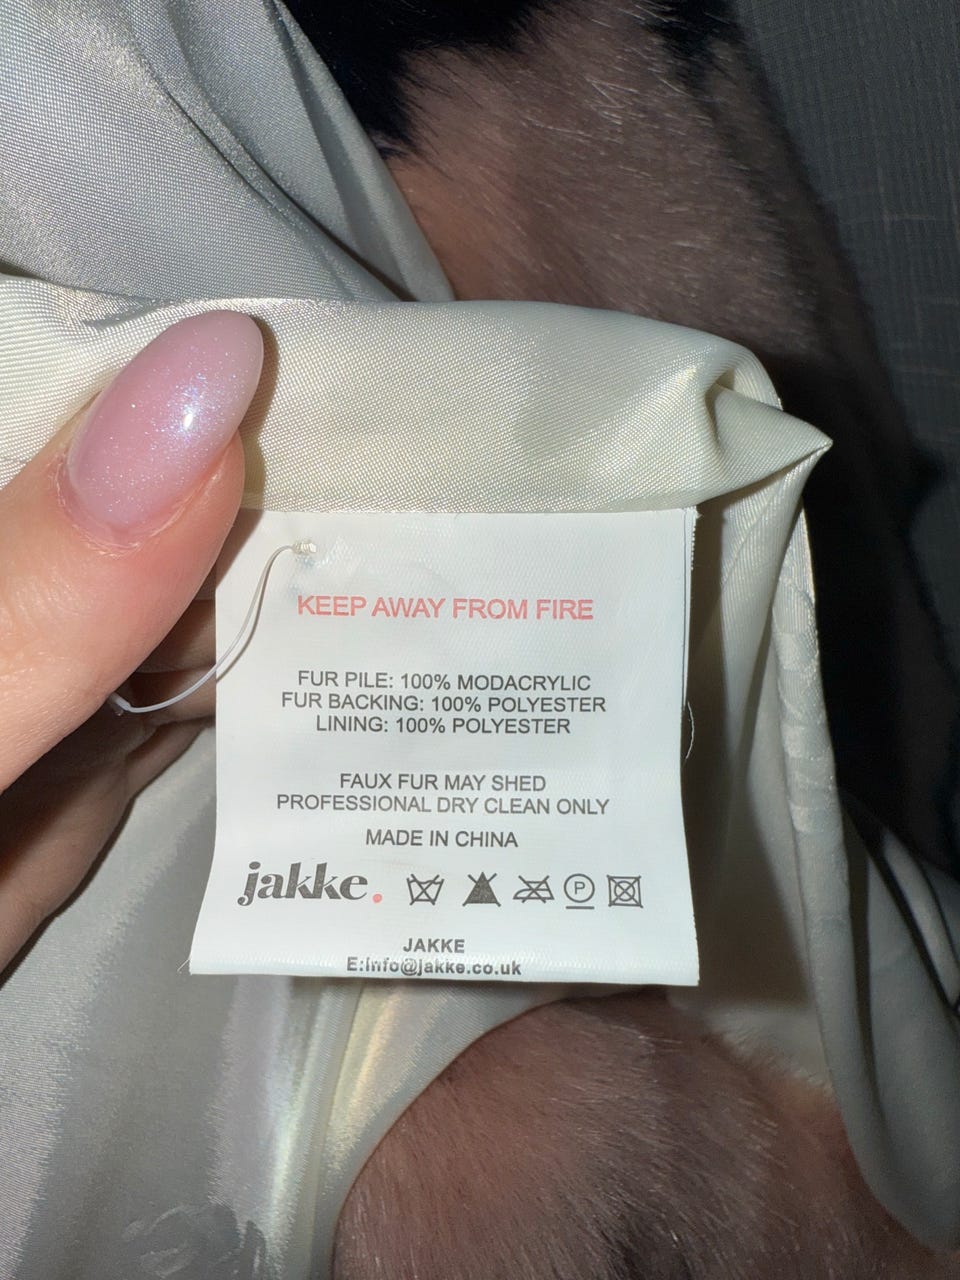 KEEP AWAY FROM FIRE
FUR PILE: 100% MODACRYLIC
FUR BACKING: 100% POLYESTER
LINING: 100% POLYESTER
FAUX FUR MAY SHED
PROFESSIONAL DRY CLEAN ONLY
MADE IN CHINA
jakke. P
JAKKE
E:info@jakke.co.uk